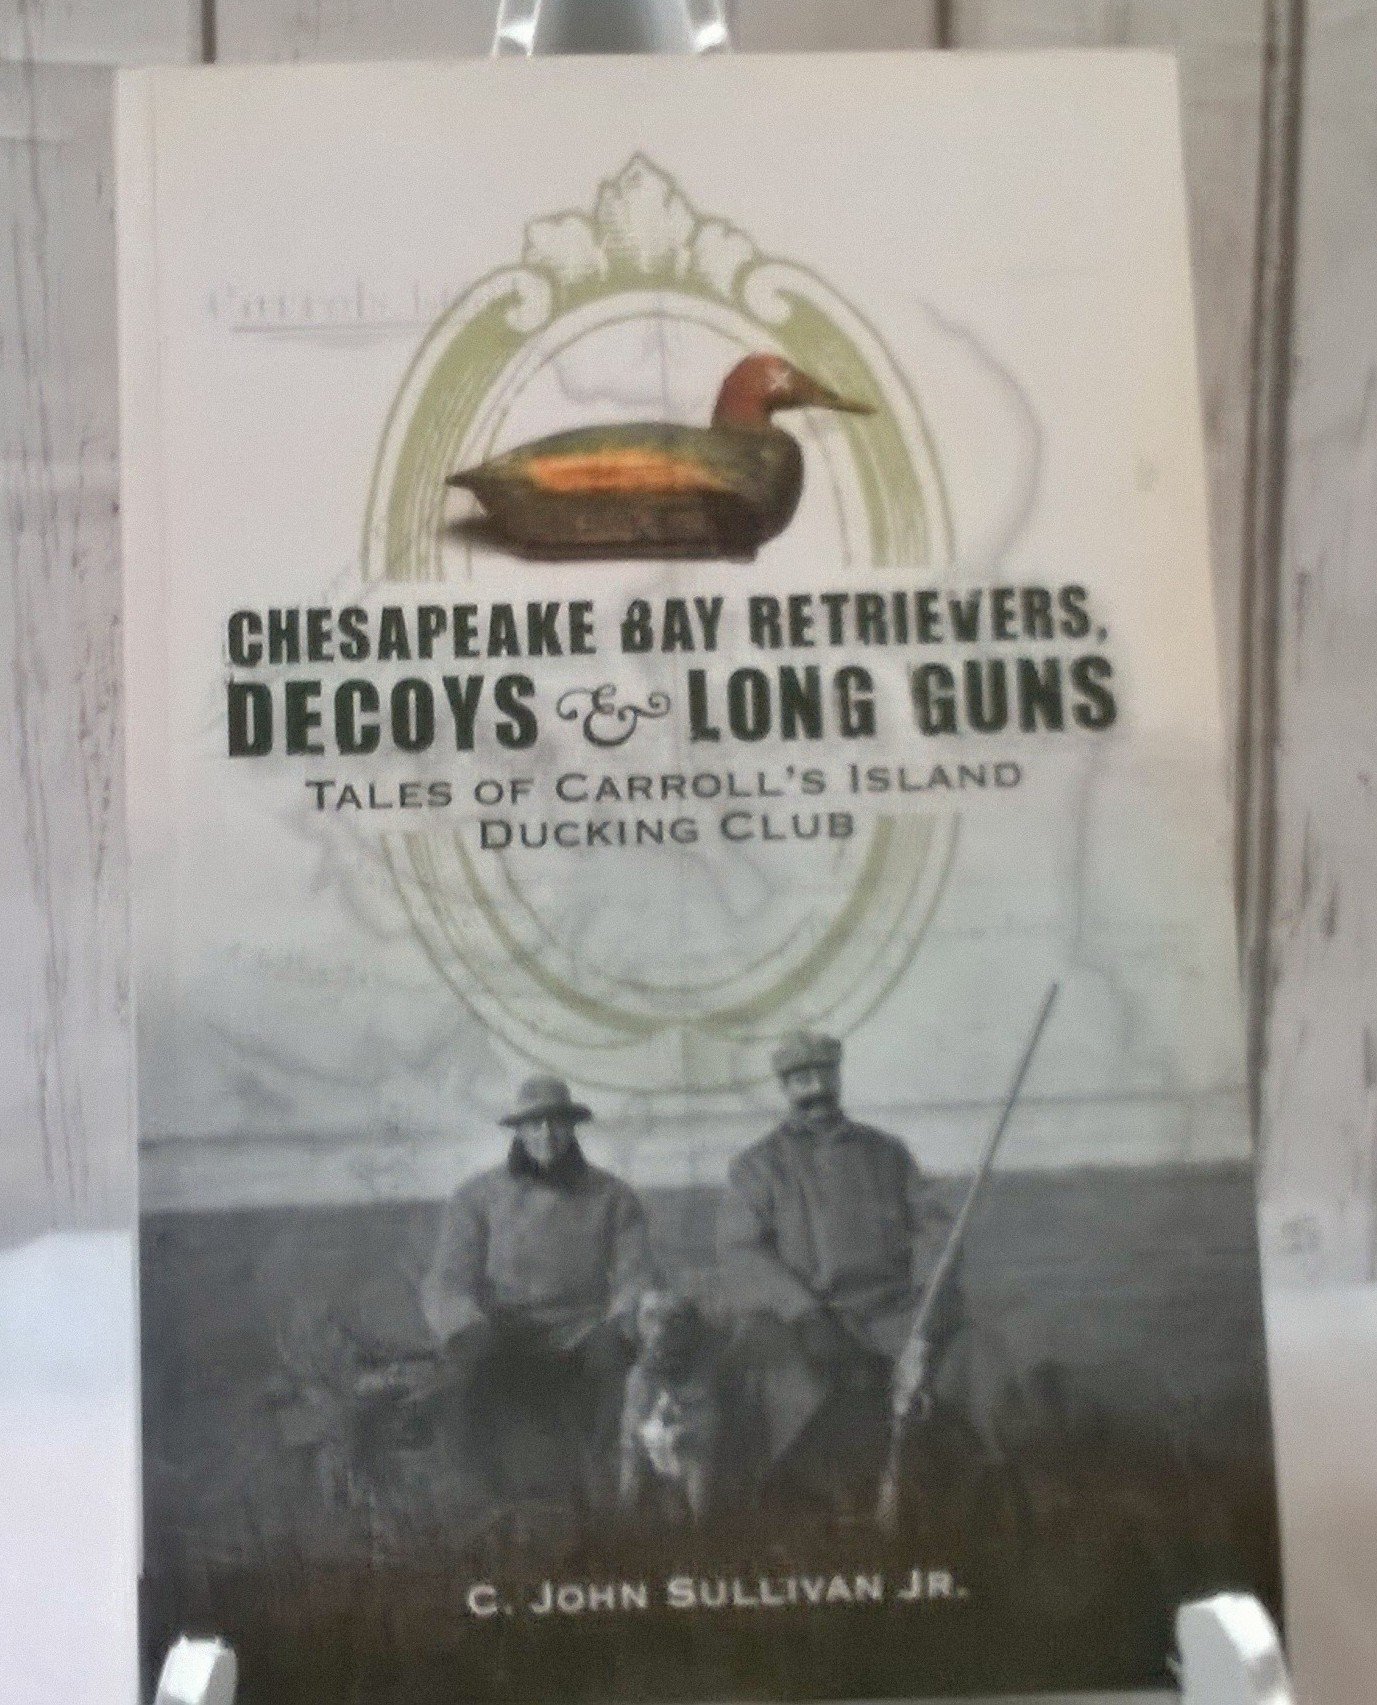 CHESAPEAKE BAY RETRIEVERS,
DECOYS & LONG GUNS
TALES OF CARROLL'S ISLAND
DUCKING CLUB
C. JOHN SULLIVAN JR.